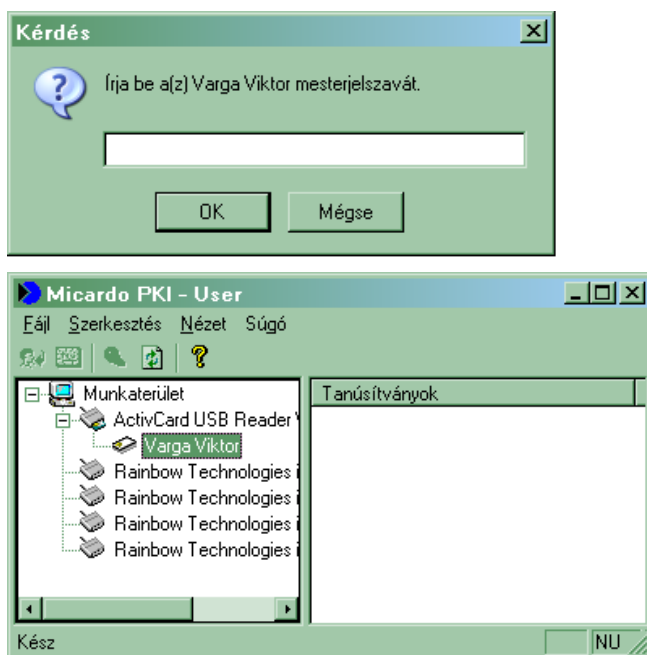 Kérdés
Írja be a(z) Varga Viktor mesterjelszavát.
OK Mégse
Micardo PKI - User
Fájl Szerkesztés Nézet Súgó
Munkaterület
ActivCard USB Reader
Varga Viktor
Rainbow Technologies i
Rainbow Technologies i
Rainbow Technologies i
Rainbow Technologies i
Tanúsítványok
Kész
NU